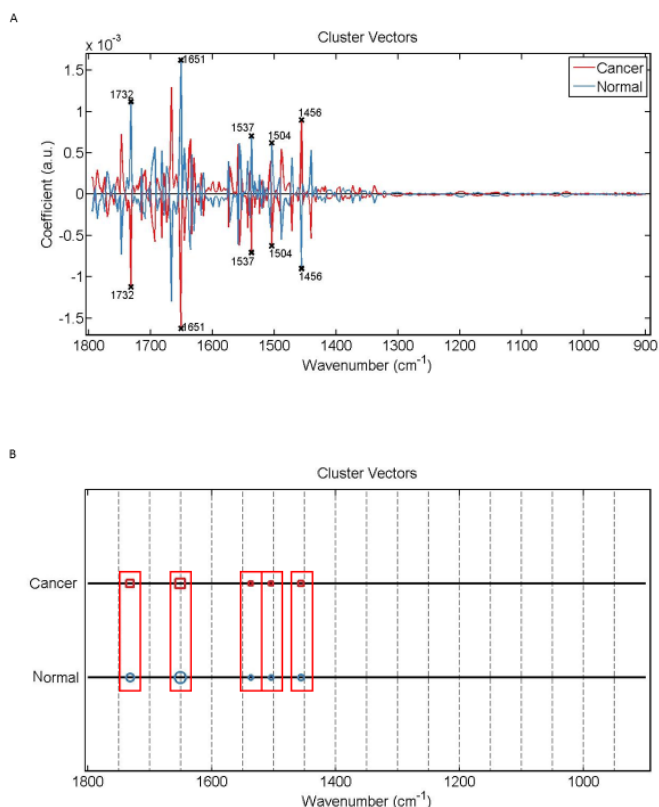 A
Cluster Vectors
x 10⁻³
Cancer
Normal
1.5
1
0.5
0
-0.5
-1
-1.5
Coefficient (a.u.)
1732
1651
1537
1504
1456
1732
1651
1537
1504
1456
1800 1700 1600 1500 1400 1300 1200 1100 1000 900
Wavenumber (cm⁻¹)
B
Cluster Vectors
Cancer
Normal
1800 1600 1400 1200 1000
Wavenumber (cm⁻¹)